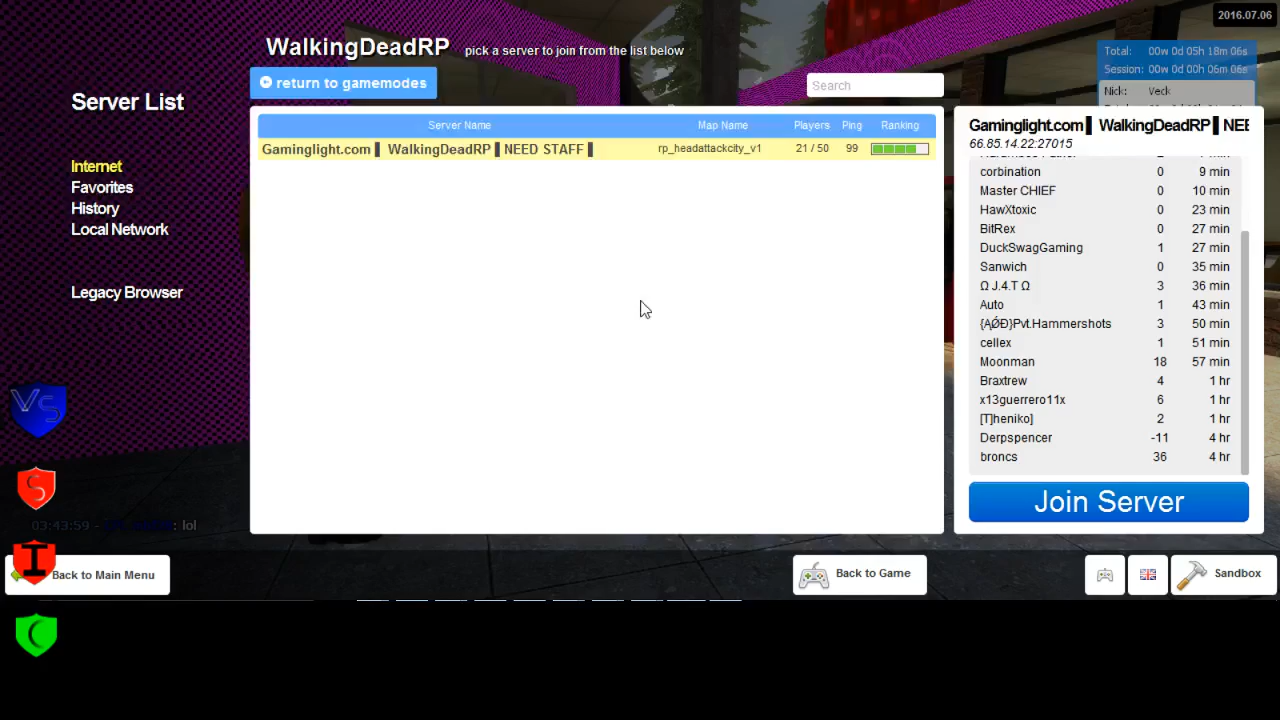 2016.07.06
WalkingDeadRP pick a server to join from the list below
Total: 00w 0d 05h 18m 06s
Session: 00w 0d 00h 06m 06s
return to gamemodes
Search
Nick: Veck
Server List
Internet
Favorites
History
Local Network
Legacy Browser
Server Name Map Name Players Ping Ranking
Gaminglight.com ▌ WalkingDeadRP ▌NEED STAFF ▌ rp_headattackcity_v1 21 / 50 99
Gaminglight.com ▌ WalkingDeadRP ▌NEE
66.85.14.22:27015
corbination 0 9 min
Master CHIEF 0 10 min
HawXtoxic 0 23 min
BitRex 0 27 min
DuckSwagGaming 1 27 min
Sanwich 0 35 min
Ω J.4.T Ω 3 36 min
Auto 1 43 min
{ĄǾĐ}Pvt.Hammershots 3 50 min
cellex 1 51 min
Moonman 18 57 min
Braxtrew 4 1 hr
x13guerrero11x 6 1 hr
[T]heniko] 2 1 hr
Derpspencer -11 4 hr
broncs 36 4 hr
Join Server
VS
S
03:43:59 - : lol
I
Back to Main Menu
Back to Game
Sandbox
C